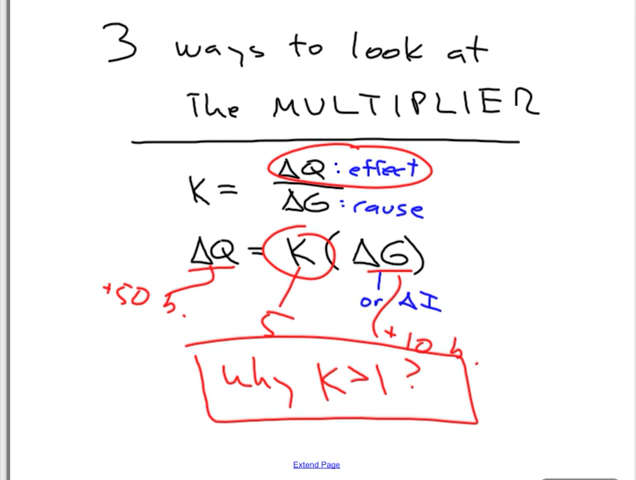 3 ways to look at
The MULTIPLIER
K = ΔQ : effect
ΔG : cause
ΔQ = K ( ΔG )
+50 b.
or ΔI
5
+10 b.
Why K>1 ?
Extend Page